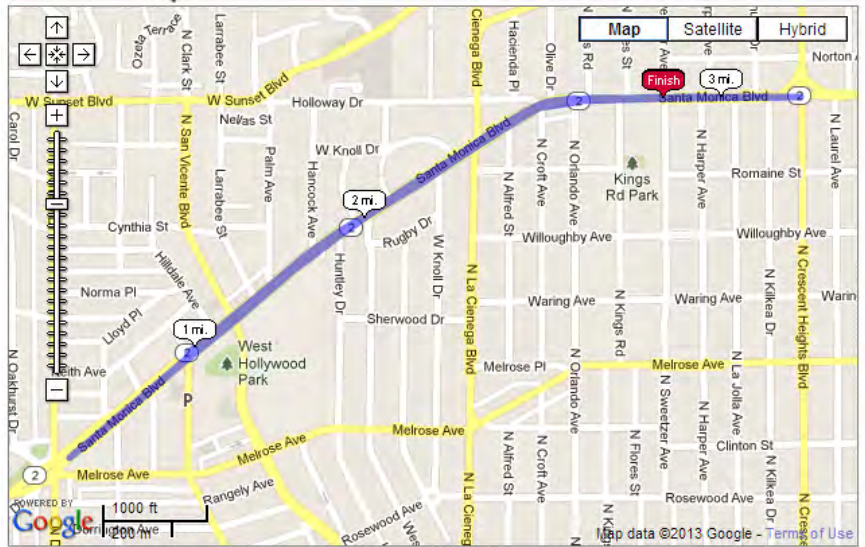 Map
Satellite
Hybrid
Terrace
Ozeta
N Clark St
Larrabee St
Cienega Blvd
Hacienda Pl
Olive Dr
Norton
W Sunset Blvd
W Sunset Blvd
Holloway Dr
Nellas St
Finish
3 mi.
Santa Monica Blvd
2
2
Carol Dr
N San Vicente Blvd
Larrabee St
Palm Ave
Hancock Ave
W Knoll Dr
Santa Monica Blvd
N Croft Ave
N Orlando Ave
Kings
Rd Park
N Harper Ave
Romaine St
N Laurel Ave
2 mi.
2
Cynthia St
Rugby Dr
W Knoll Dr
N Alfred St
Willoughby Ave
Willoughby Ave
Hilldale Ave
Huntley Dr
Norma Pl
Lloyd Pl
Sherwood Dr
N La Cienega Blvd
Waring Ave
N Kings Rd
Waring Ave
N Kilkea Dr
N Crescent Heights Blvd
Warin
1 mi.
2
West
Hollywood
Park
Keith Ave
N Oakhurst Dr
Melrose Pl
Melrose Ave
N Orlando Ave
N Sweetzer Ave
N Harper Ave
N La Jolla Ave
P
Santa Monica Blvd
Melrose Ave
Melrose Ave
Melrose Ave
N Alfred St
N Croft Ave
N Flores St
Clinton St
N Kilkea Dr
2
Rangely Ave
Rosewood Ave
Rosewood Ave
N La Cieneg
N Kings
N Cresce
Wes
POWERED BY
Google
1000 ft
200 m
Dorrington Ave
Map data ©2013 Google - Terms of Use